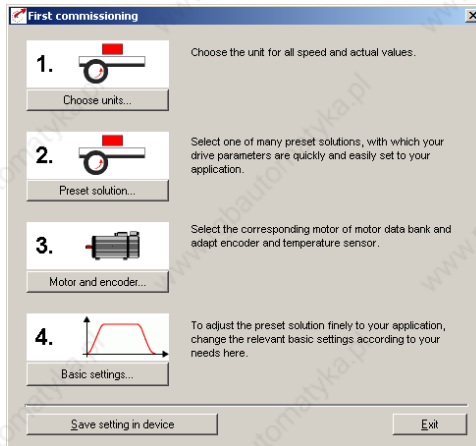 First commissioning
1.
Choose the unit for all speed and actual values.
Choose units...
2.
Select one of many preset solutions, with which your
drive parameters are quickly and easily set to your
application.
Preset solution...
3.
Select the corresponding motor of motor data bank and
adapt encoder and temperature sensor.
Motor and encoder...
4.
To adjust the preset solution finely to your application,
change the relevant basic settings according to your
needs here.
Basic settings...
Save setting in device
Exit